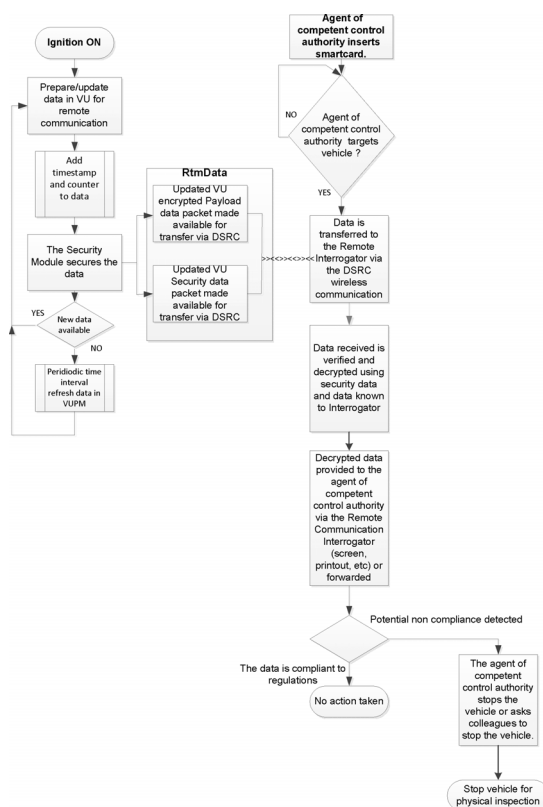 Ignition ON
Prepare/update
data in VU for
remote
communication
Add
timestamp
and counter
to data
The Security
Module secures the
data
YES
New data
available
NO
Peridiodic time
interval
refresh data in
VUPM
RtmData
Updated VU
encrypted Payload
data packet made
available for
transfer via DSRC
Updated VU
Security data
packet made
available for
transfer via DSRC
Agent of
competent control
authority inserts
smartcard.
NO
Agent of
competent control
authority targets
vehicle ?
YES
Data is
transferred to
the Remote
Interrogator via
the DSRC
wireless
communication
Data received is
verified and
decrypted using
security data
and data known
to Interrogator
Decrypted data
provided to the
agent of
competent
control authority
via the Remote
Communication
Interrogator
(screen,
printout, etc) or
forwarded
Potential non compliance detected
The data is compliant to
regulations
No action taken
The agent of
competent
control authority
stops the
vehicle or asks
colleagues to
stop the vehicle.
Stop vehicle for
physical inspection